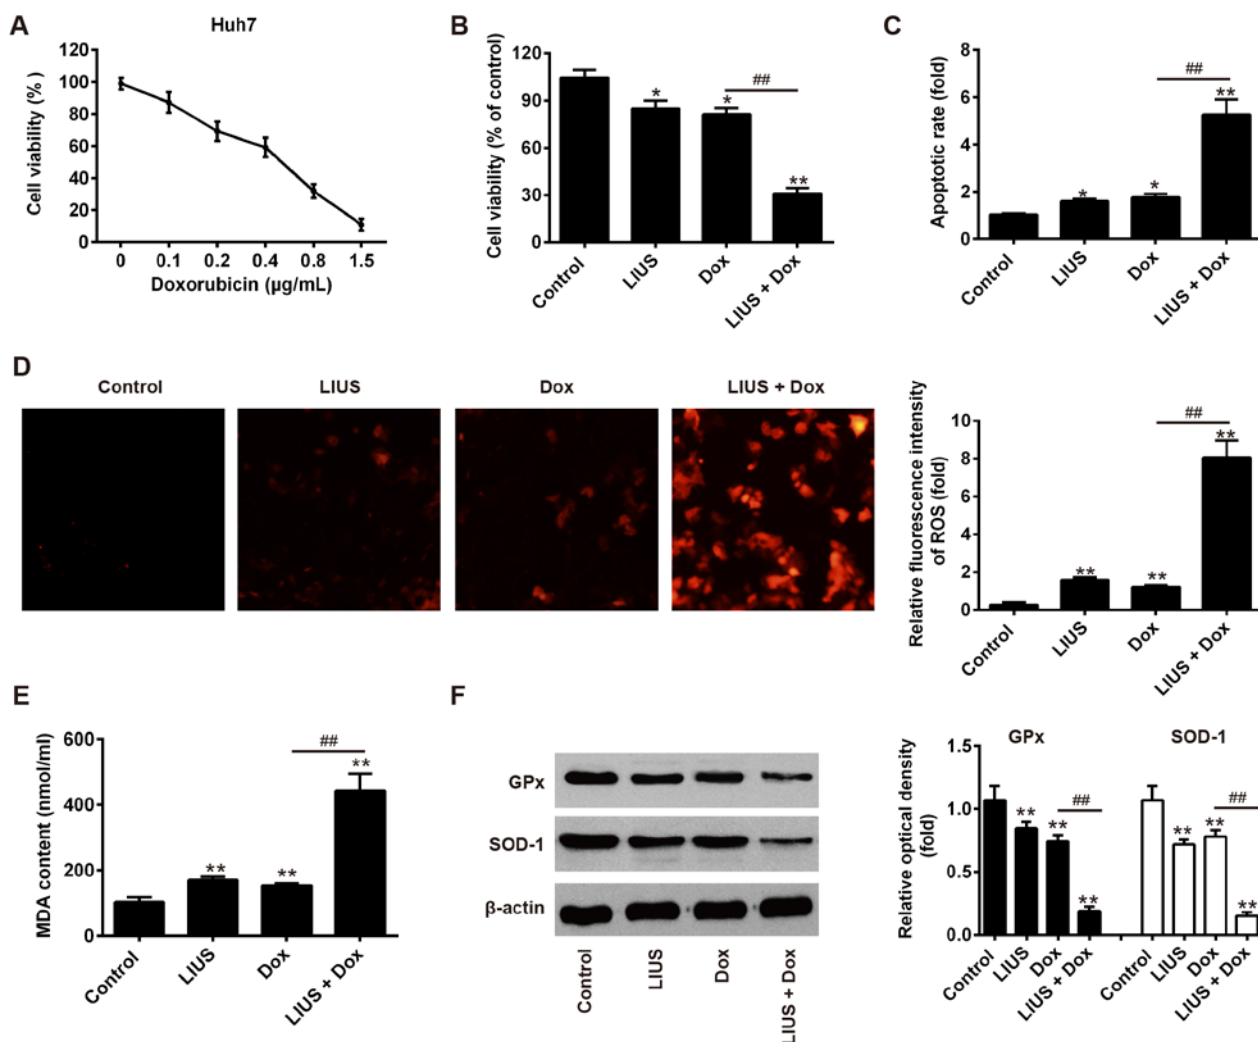 A
Huh7
Cell viability (% )
120
100
80
60
40
20
0
0 0.1 0.2 0.4 0.8 1.5
Doxorubicin (μg/mL)
B
Cell viability (% of control)
120
90
60
30
0
*
*
##
**
Control
LIUS
Dox
LIUS + Dox
C
Apoptotic rate (fold)
8
6
4
2
0
*
*
##
**
Control
LIUS
Dox
LIUS + Dox
D
Control LIUS Dox LIUS + Dox
Relative fluorescence intensity
of ROS (fold)
10
8
6
4
2
0
**
**
##
**
Control
LIUS
Dox
LIUS + Dox
E
MDA content (nmol/ml)
600
400
200
0
**
**
##
**
Control
LIUS
Dox
LIUS + Dox
F
GPx
SOD-1
β-actin
Control
LIUS
Dox
LIUS + Dox
GPx SOD-1
Relative optical density
(fold)
1.5
1.0
0.5
0.0
**
**
##
**
**
**
##
**
Control
LIUS
Dox
LIUS + Dox
Control
LIUS
Dox
LIUS + Dox